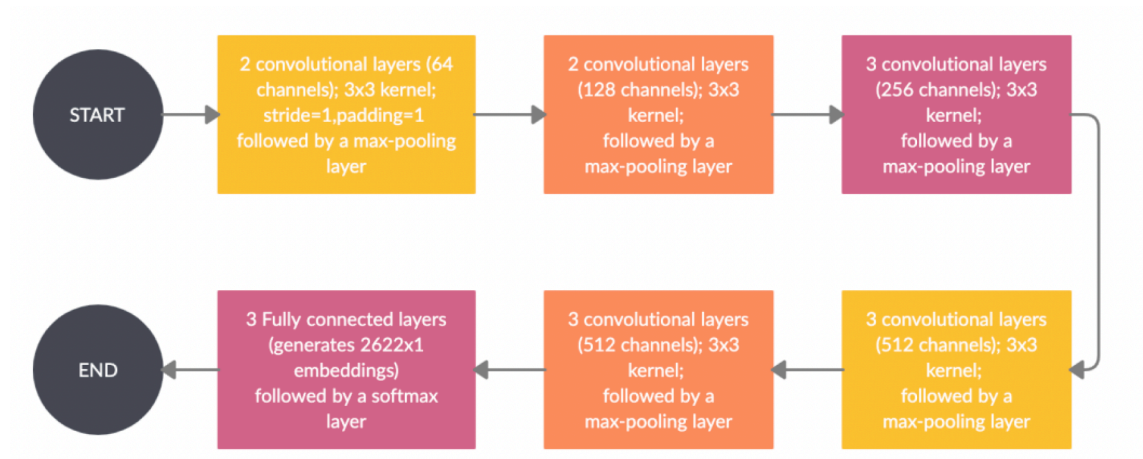 START
2 convolutional layers (64
channels); 3x3 kernel;
stride=1,padding=1
followed by a max-pooling
layer
2 convolutional layers
(128 channels); 3x3
kernel;
followed by a
max-pooling layer
3 convolutional layers
(256 channels); 3x3
kernel;
followed by a
max-pooling layer
3 convolutional layers
(512 channels); 3x3
kernel;
followed by a
max-pooling layer
3 convolutional layers
(512 channels); 3x3
kernel;
followed by a
max-pooling layer
3 Fully connected layers
(generates 2622x1
embeddings)
followed by a softmax
layer
END